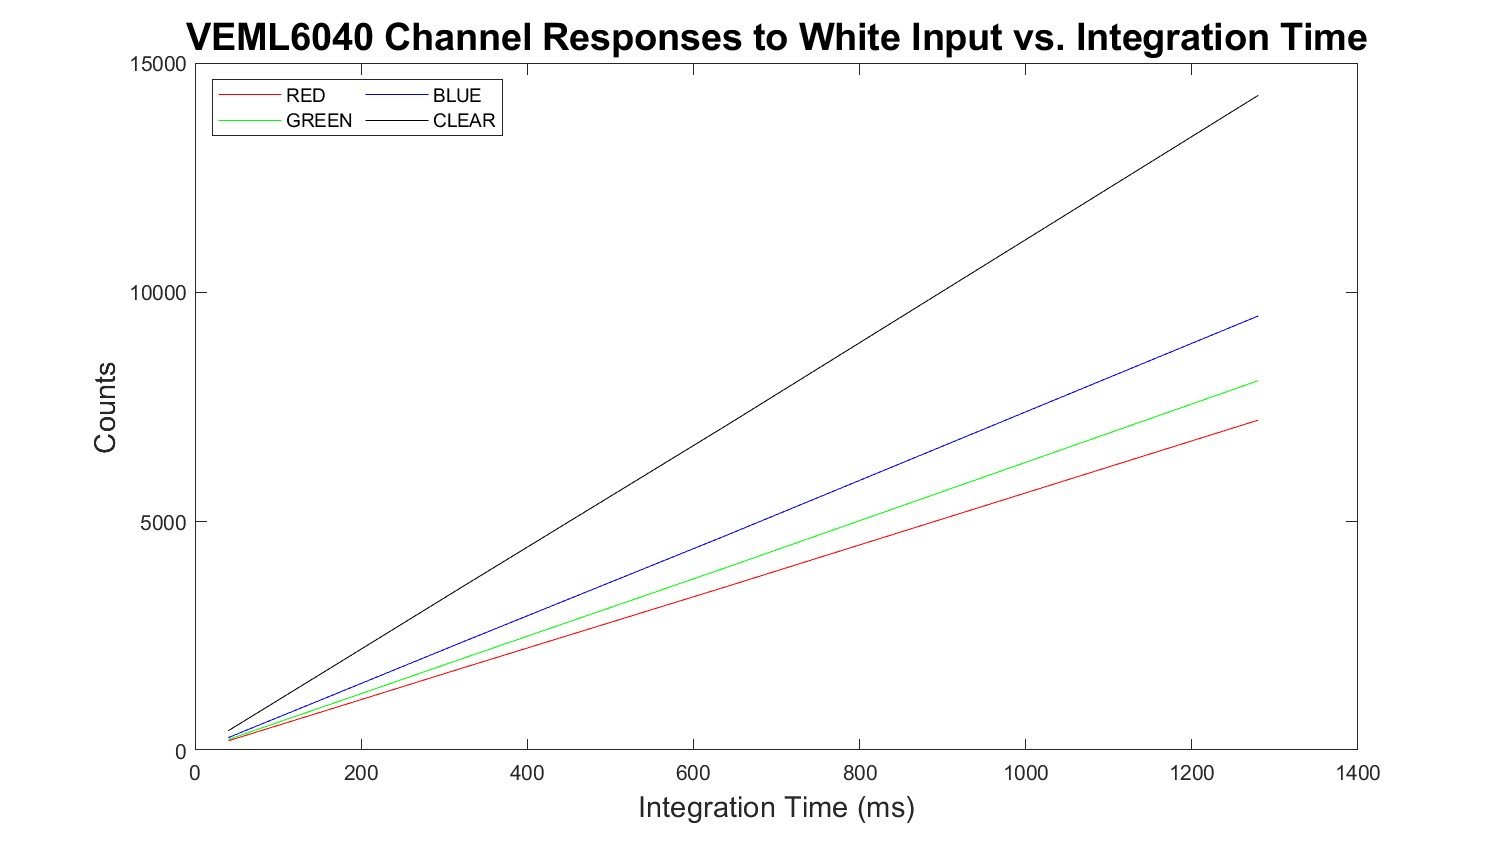 VEML6040 Channel Responses to White Input vs. Integration Time
15000
RED BLUE
GREEN CLEAR
10000
Counts
5000
0
0 200 400 600 800 1000 1200 1400
Integration Time (ms)